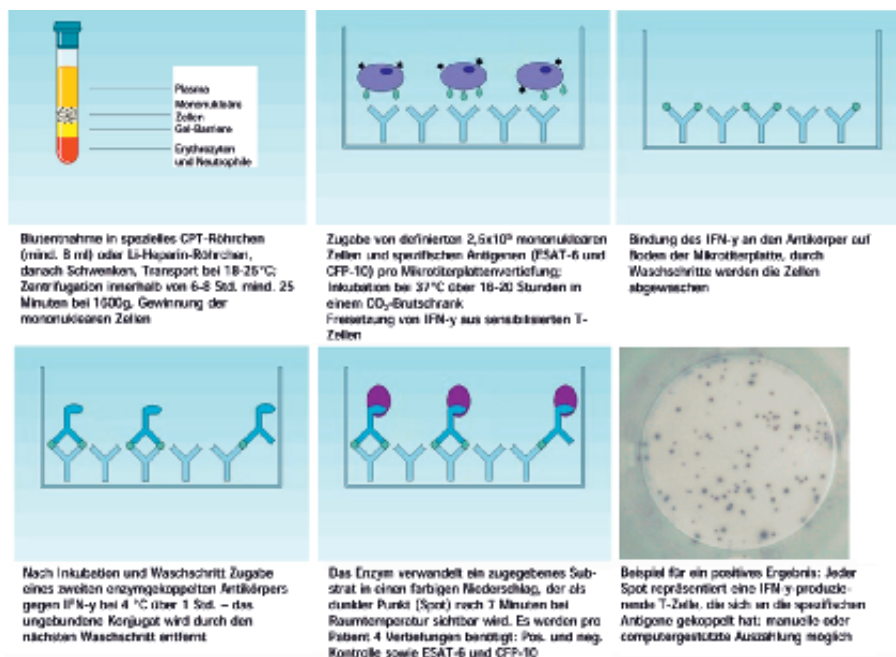 Plasma
Mononukleäre
Zellen
Gel-Barriere
Erythrozyten
und Neutrophile
Blutentnahme in spezielles CPT-Röhrchen
(mind. 8 ml) oder Li-Heparin-Röhrchen,
danach Schwenken, Transport bei 18-25°C;
Zentrifugation innerhalb von 6-8 Std. mind. 25
Minuten bei 1600g, Gewinnung der
mononuklearen Zellen
Zugabe von definierten 2,5x10⁵ mononuklearen
Zellen und spezifischen Antigenen (ESAT-6 und
CFP-10) pro Mikrotiterplattenvertiefung;
Inkubation bei 37°C über 16-20 Stunden in
einem CO₂-Brutschrank
Freisetzung von IFN-γ aus sensibilisierten T-
Zellen
Bindung des IFN-γ an den Antikörper auf
Boden der Mikrotiterplatte, durch
Waschschritte werden die Zellen
abgewaschen
Nach Inkubation und Waschschritt Zugabe
eines zweiten enzymgekoppelten Antikörpers
gegen IFN-γ bei 4 °C über 1 Std. – das
ungebundene Konjugat wird durch den
nächsten Waschschritt entfernt
Das Enzym verwandelt ein zugegebenes Sub-
strat in einen farbigen Niederschlag, der als
dunkler Punkt (Spot) nach 7 Minuten bei
Raumtemperatur sichtbar wird. Es werden pro
Patient 4 Vertiefungen benötigt: Pos. und neg.
Kontrolle sowie ESAT-6 und CFP-10
Beispiel für ein positives Ergebnis: Jeder
Spot repräsentiert eine IFN-γ-produzie-
rende T-Zelle, die sich an die spezifischen
Antigene gekoppelt hat; manuelle oder
computergestützte Auszählung möglich